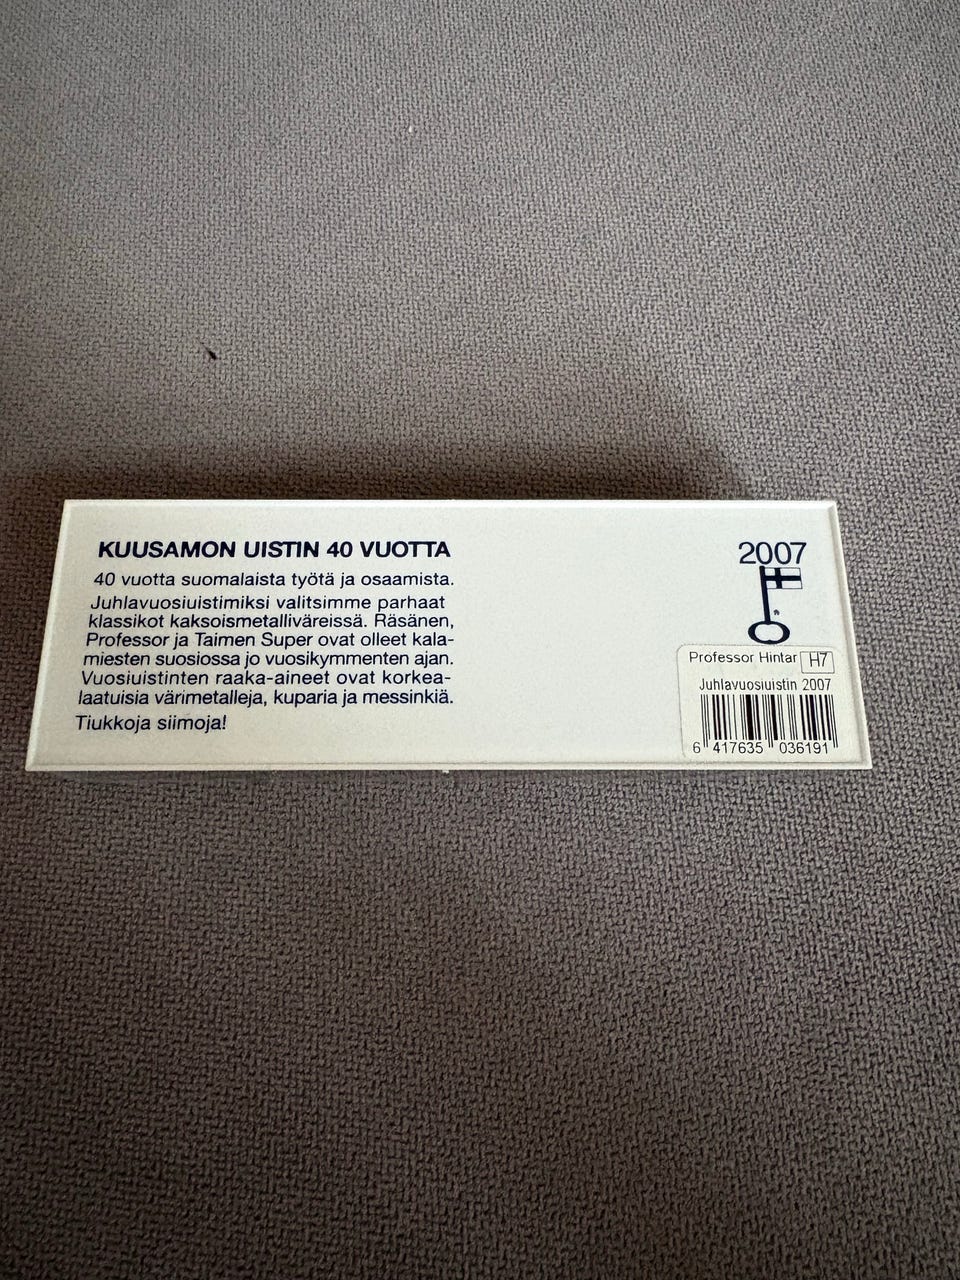 KUUSAMON UISTIN 40 VUOTTA
40 vuotta suomalaista työtä ja osaamista.
Juhlavuosiuistimiksi valitsimme parhaat
klassikot kaksoismetalliväreissä. Räsänen,
Professor ja Taimen Super ovat olleet kala-
miesten suosiossa jo vuosikymmenten ajan.
Vuosiuistinten raaka-aineet ovat korkea-
laatuisia värimetalleja, kuparia ja messinkiä.
Tiukkoja siimoja!
2007
®
Professor Hintar H7
Juhlavuosiuistin 2007
6 417635 036191